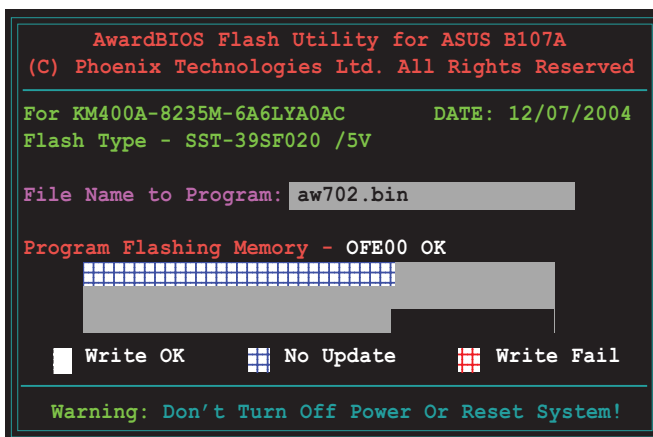 AwardBIOS Flash Utility for ASUS B107A
(C) Phoenix Technologies Ltd. All Rights Reserved
For KM400A-8235M-6A6LYA0AC DATE: 12/07/2004
Flash Type - SST-39SF020 /5V
File Name to Program: aw702.bin
Program Flashing Memory - OFE00 OK
Write OK No Update Write Fail
Warning: Don't Turn Off Power Or Reset System!